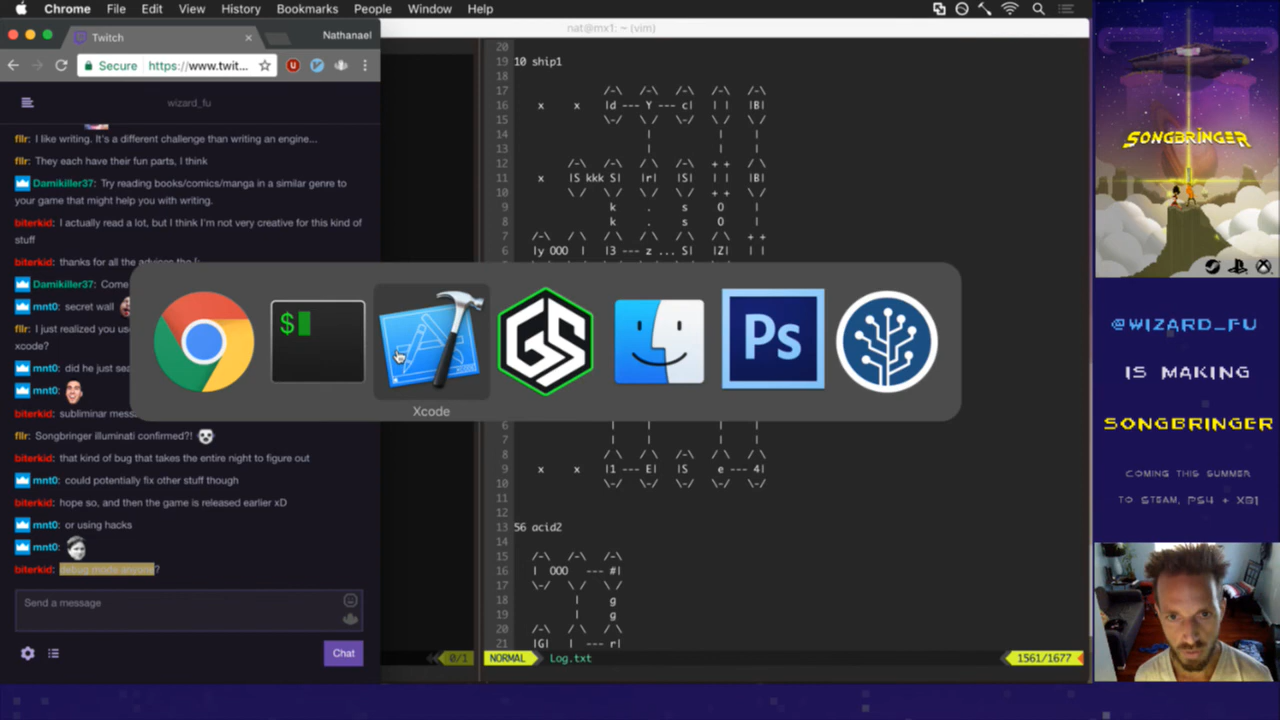 Chrome File Edit View History Bookmarks People Window Help
Twitch
Nathanael
Secure https://www.twit...
wizard_fu
fllr: I like writing. It's a different challenge than writing an engine...
fllr: They each have their fun parts, I think
Damikiller37: Try reading books/comics/manga in a similar genre to
your game that might help you with writing.
biterkid: I actually read a lot, but I think I'm not very creative for this kind of
stuff
biterkid: thanks for all the advices tho
Damikiller37: Come
mnt0: secret wall
fllr: I just realized you use
xcode?
mnt0: did he just sea
mnt0:
biterkid: subliminar mess
fllr: Songbringer illuminati confirmed?!
biterkid: that kind of bug that takes the entire night to figure out
mnt0: could potentially fix other stuff though
biterkid: hope so, and then the game is released earlier xD
mnt0: or using hacks
mnt0:
biterkid: debug mode anyone?
Send a message
Chat
nat@mx1: ~ (vim)
20
19 10 ship1
18
17 /-\ /-\ /-\ /-\ /-\
16 x x |d --- Y --- c| | | |B|
15 \-/ \ / \-/ \ / \ /
14 | | |
13 | | |
12 /-\ /-\ / \ /-\ + + / \
11 x |S kkk S| |r| |S| | | |B|
10 \ / \ / \ / \ / + + \ /
9 k . s O |
8 k . s O |
7 /-\ / \ / \ / \ / \ + +
6 |y OOO | |3 --- z ... S| |Z| | |
$
GS
Ps
Xcode
6 | | | |
7 | | | |
8 / \ / \ /-\ / \ / \
9 x x |1 --- E| |S e --- 4|
10 \-/ \-/ \-/ \-/ \-/
11
12
13 56 acid2
14
15 /-\ /-\ /-\
16 | OOO --- #|
17 \-/ \ / \ /
18 | g
19 | g
20 /-\ / \ / \
21 |G| | --- r|
0/1
NORMAL Log.txt 1561/1677
SONGBRINGER
@WIZARD_FU
IS MAKING
SONGBRINGER
COMING THIS SUMMER
TO STEAM, PS4 + XB1